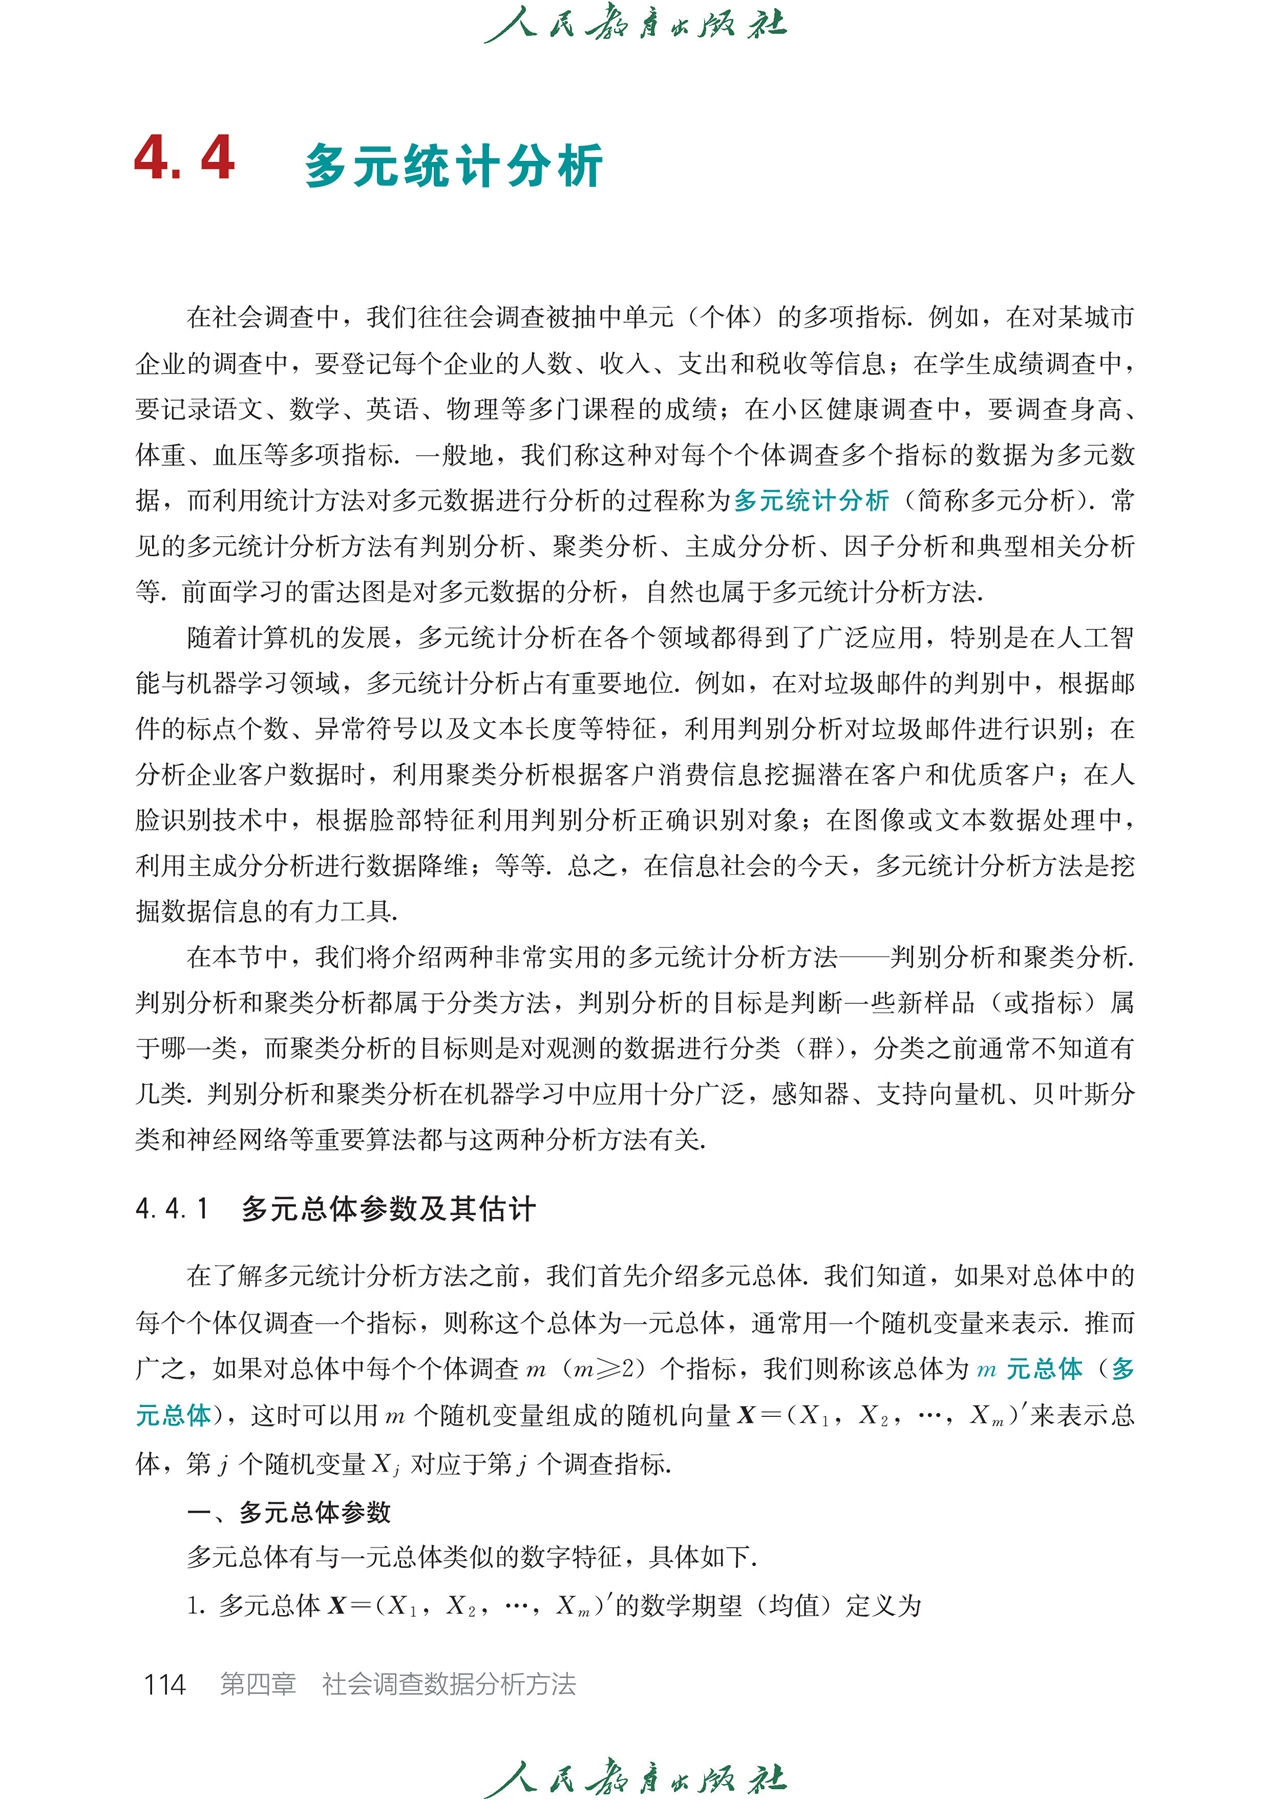 人民教育出版社
4.4 多元统计分析
在社会调查中，我们往往会调查被抽中单元（个体）的多项指标. 例如，在对某城市
企业的调查中，要登记每个企业的人数、收入、支出和税收等信息；在学生成绩调查中，
要记录语文、数学、英语、物理等多门课程的成绩；在小区健康调查中，要调查身高、
体重、血压等多项指标. 一般地，我们称这种对每个个体调查多个指标的数据为多元数
据，而利用统计方法对多元数据进行分析的过程称为多元统计分析（简称多元分析）. 常
见的多元统计分析方法有判别分析、聚类分析、主成分分析、因子分析和典型相关分析
等. 前面学习的雷达图是对多元数据的分析，自然也属于多元统计分析方法.
随着计算机的发展，多元统计分析在各个领域都得到了广泛应用，特别是在人工智
能与机器学习领域，多元统计分析占有重要地位. 例如，在对垃圾邮件的判别中，根据邮
件的标点个数、异常符号以及文本长度等特征，利用判别分析对垃圾邮件进行识别；在
分析企业客户数据时，利用聚类分析根据客户消费信息挖掘潜在客户和优质客户；在人
脸识别技术中，根据脸部特征利用判别分析正确识别对象；在图像或文本数据处理中，
利用主成分分析进行数据降维；等等. 总之，在信息社会的今天，多元统计分析方法是挖
掘数据信息的有力工具.
在本节中，我们将介绍两种非常实用的多元统计分析方法——判别分析和聚类分析.
判别分析和聚类分析都属于分类方法，判别分析的目标是判断一些新样品（或指标）属
于哪一类，而聚类分析的目标则是对观测的数据进行分类（群），分类之前通常不知道有
几类. 判别分析和聚类分析在机器学习中应用十分广泛，感知器、支持向量机、贝叶斯分
类和神经网络等重要算法都与这两种分析方法有关.
4.4.1 多元总体参数及其估计
在了解多元统计分析方法之前，我们首先介绍多元总体. 我们知道，如果对总体中的
每个个体仅调查一个指标，则称这个总体为一元总体，通常用一个随机变量来表示. 推而
广之，如果对总体中每个个体调查 m（m⩾2）个指标，我们则称该总体为 m 元总体（多
元总体），这时可以用 m 个随机变量组成的随机向量 X=(X₁，X₂，…，Xₘ)′来表示总
体，第 j 个随机变量 Xⱼ 对应于第 j 个调查指标.
一、多元总体参数
多元总体有与一元总体类似的数字特征，具体如下.
1. 多元总体 X=(X₁，X₂，…，Xₘ)′的数学期望（均值）定义为
114 第四章 社会调查数据分析方法
人民教育出版社